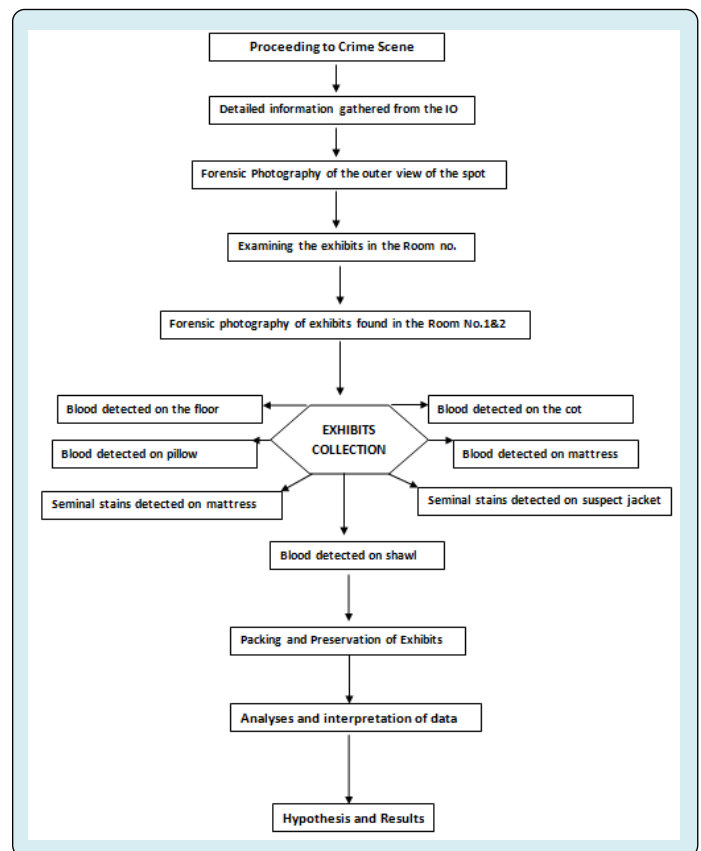 Proceeding to Crime Scene
Detailed information gathered from the IO
Forensic Photography of the outer view of the spot
Examining the exhibits in the Room no.
Forensic photography of exhibits found in the Room No.1&2
Blood detected on the floor
Blood detected on the cot
EXHIBITS
COLLECTION
Blood detected on pillow
Blood detected on mattress
Seminal stains detected on mattress
Seminal stains detected on suspect jacket
Blood detected on shawl
Packing and Preservation of Exhibits
Analyses and interpretation of data
Hypothesis and Results